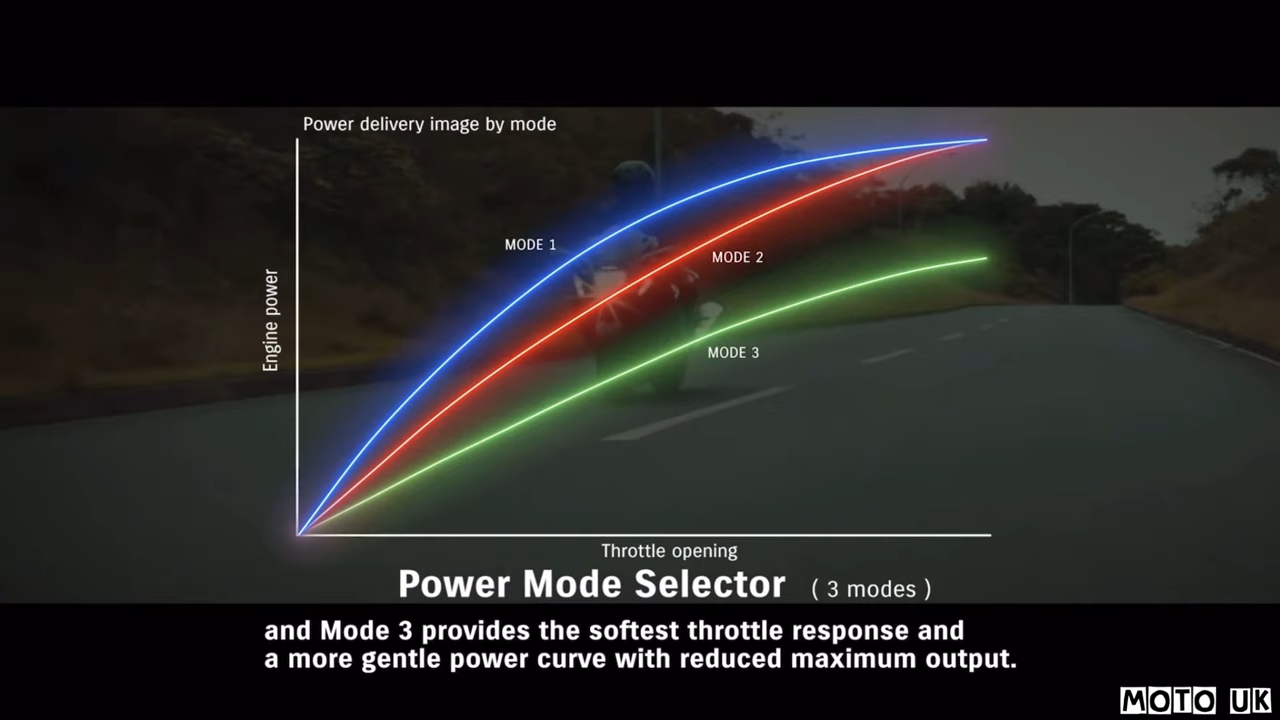 Power delivery image by mode
MODE 1
MODE 2
MODE 3
Engine power
Throttle opening
Power Mode Selector ( 3 modes )
and Mode 3 provides the softest throttle response and
a more gentle power curve with reduced maximum output.
MOTO UK